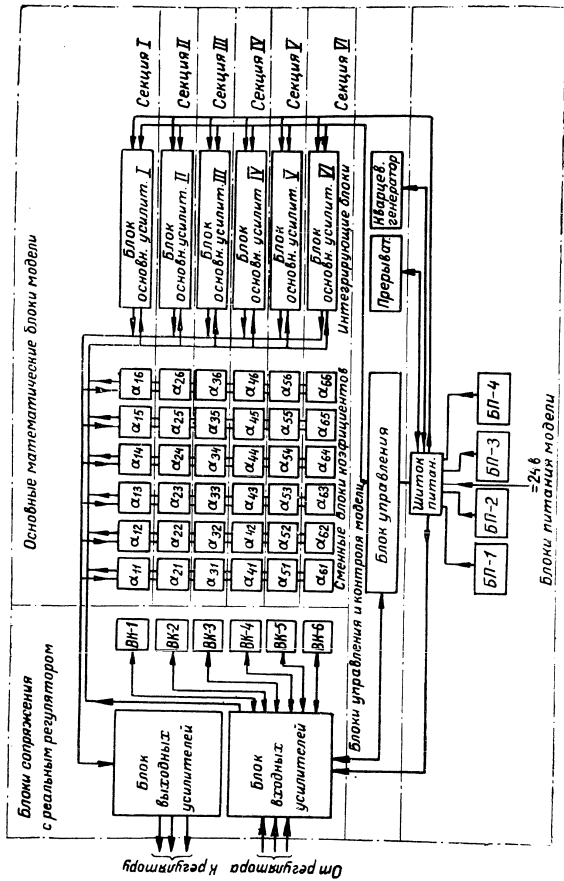 Блоки сопряжения
с реальным регулятором
Основные математические блоки модели
Секция I
Секция II
Секция III
Секция IV
Секция V
Секция VI
К регулятору
От регулятора
Блок
выходных
усилителей
Блок
входных
усилителей
ВК-1
ВК-2
ВК-3
ВК-4
ВК-5
ВК-6
α11 α12 α13 α14 α15 α16
α21 α22 α23 α24 α25 α26
α31 α32 α33 α34 α35 α36
α41 α42 α43 α44 α45 α46
α51 α52 α53 α54 α55 α56
α61 α62 α63 α64 α65 α66
Сменные блоки коэфициентов
Блок
основн. усилит. I
Блок
основн. усилит. II
Блок
основн. усилит. III
Блок
основн. усилит. IV
Блок
основн. усилит. V
Блок
основн. усилит. VI
Интегрирующие блоки
Блоки управления и контроля модели
Блок управления
Прерыват.
Кварцев.
генератор
Шиток
питан.
БП-1
БП-2
БП-3
БП-4
=24в
Блоки питания модели